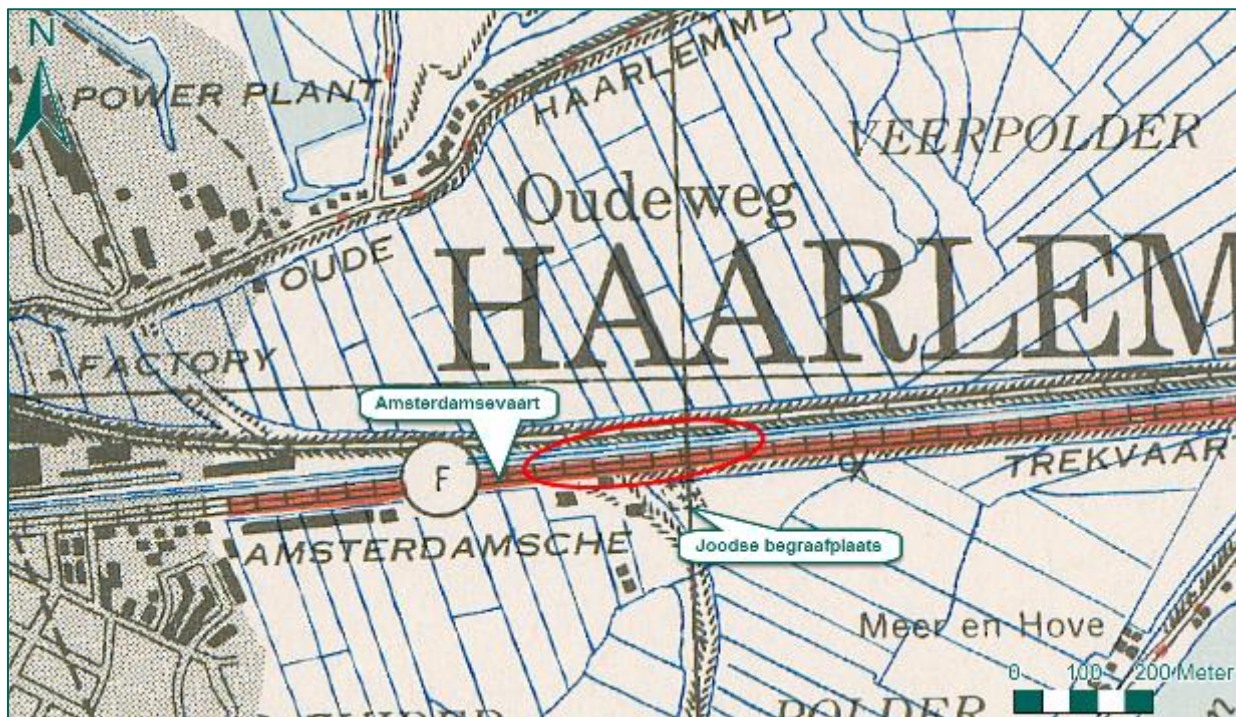 N
POWER PLANT
HAARLEMME
VEERPOLDER
Oudeweg
OUDE
HAARLEM
FACTORY
Amsterdamsevaart
F
TREKVAART
AMSTERDAMSCHE
Joodse begraafplaats
Meer en Hove
0 100 200 Meter
ZUIDER
POLDER